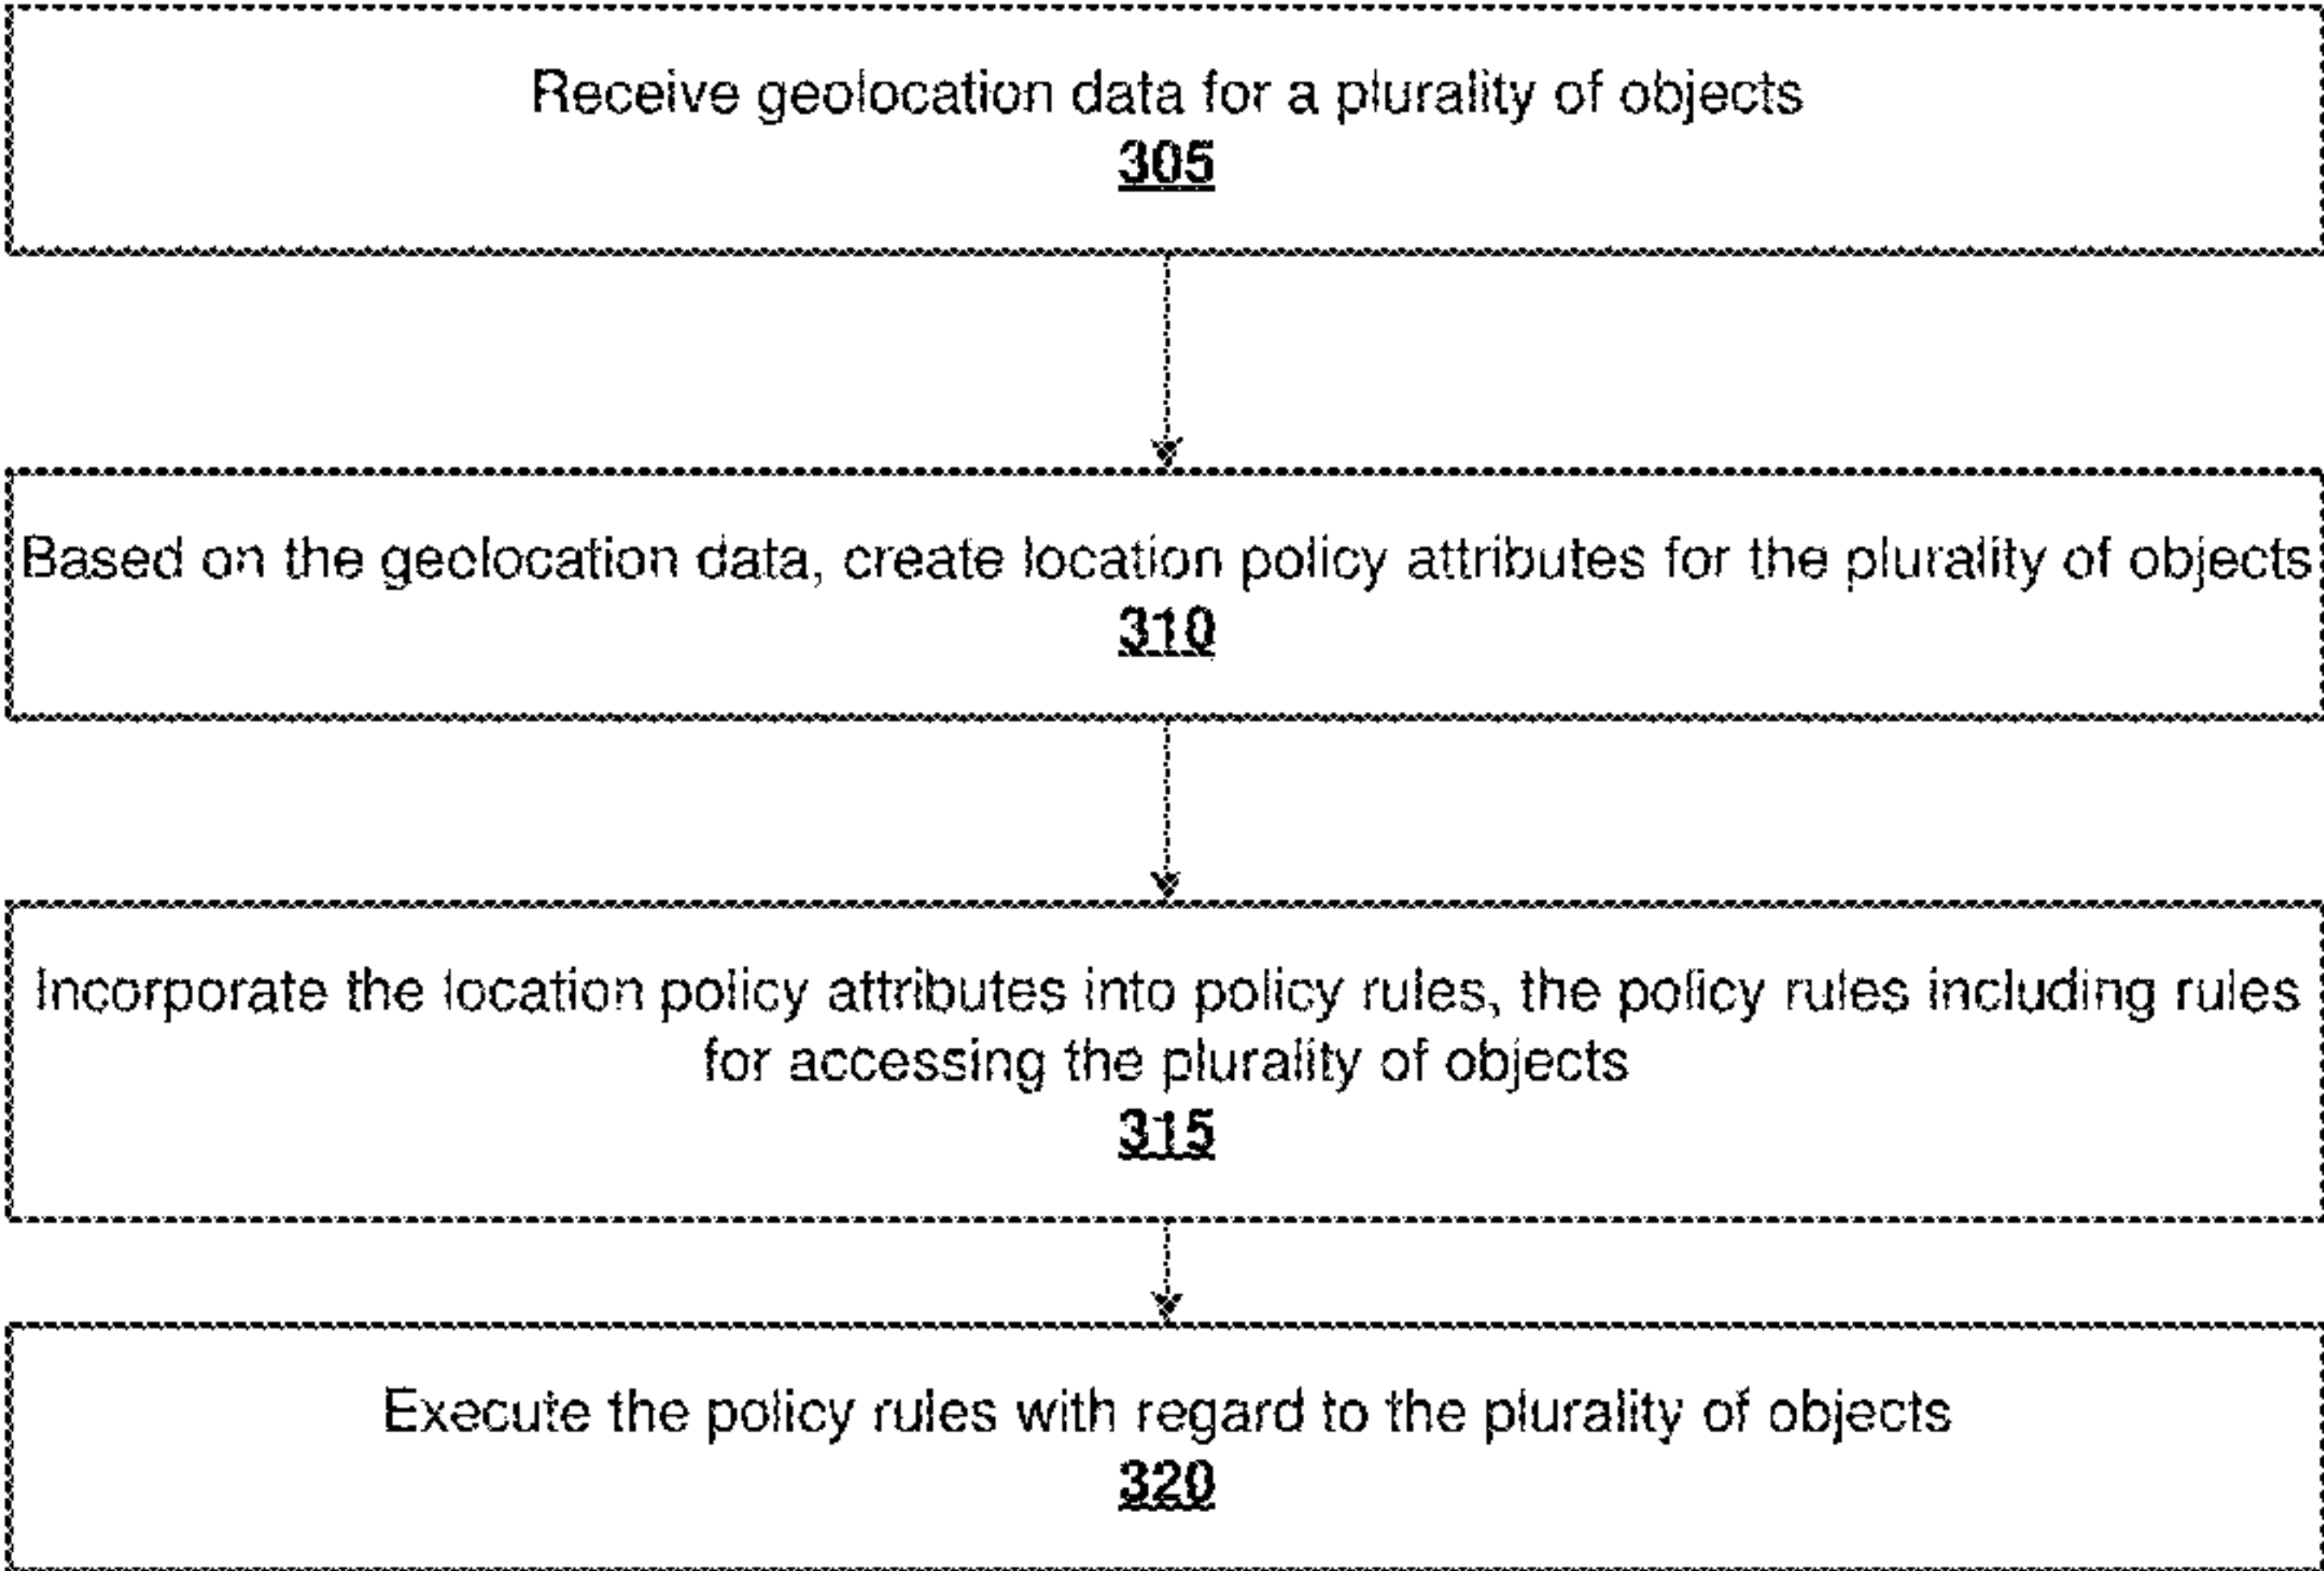 Receive geolocation data for a plurality of objects
305
Based on the geolocation data, create location policy attributes for the plurality of objects
310
Incorporate the location policy attributes into policy rules, the policy rules including rules
for accessing the plurality of objects
315
Execute the policy rules with regard to the plurality of objects
320